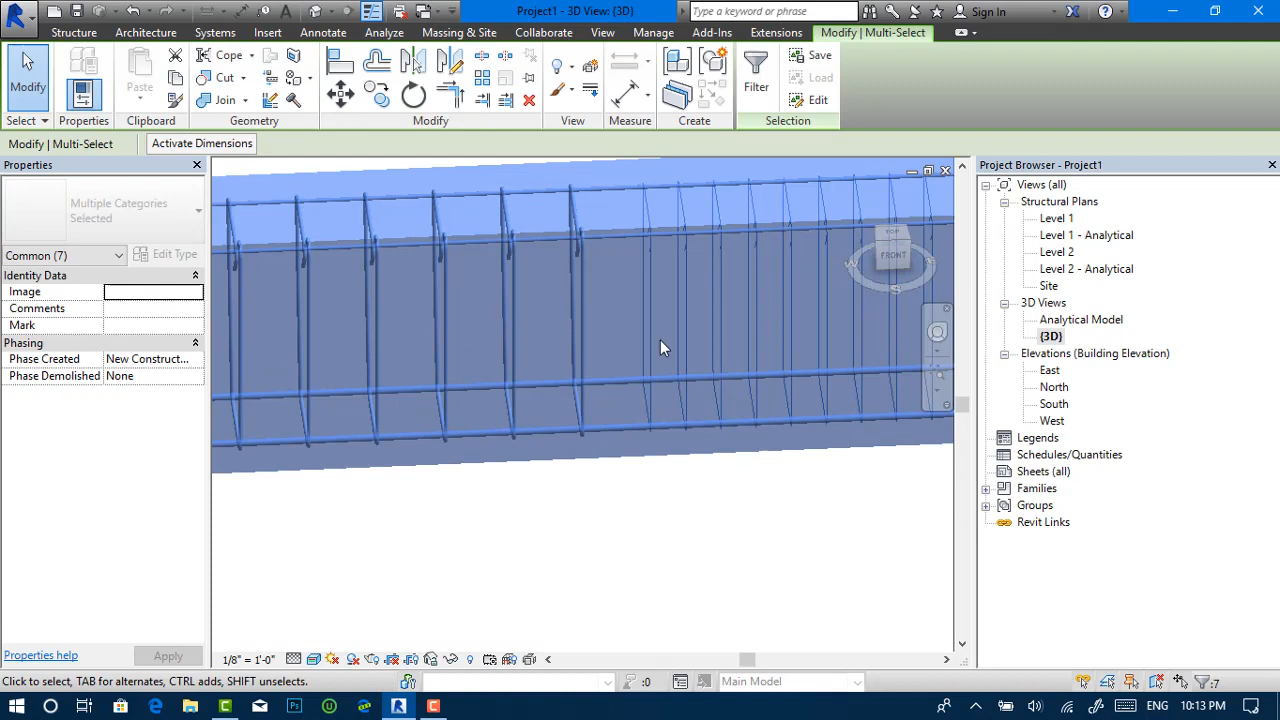 Project1 - 3D View: {3D}
Type a keyword or phrase
Sign In
Structure
Architecture
Systems
Insert
Annotate
Analyze
Massing & Site
Collaborate
View
Manage
Add-Ins
Extensions
Modify | Multi-Select
Modify
Select
Properties
Paste
Clipboard
Cope
Cut
Join
Geometry
Modify
View
Measure
Create
Filter
Save
Load
Edit
Selection
Modify | Multi-Select
Activate Dimensions
Properties
Multiple Categories
Selected
Common (7)
Edit Type
Identity Data
Image
Comments
Mark
Phasing
Phase Created
New Construct...
Phase Demolished
None
Properties help
Apply
TOP
FRONT
W
S
1/8" = 1'-0"
Project Browser - Project1
Views (all)
Structural Plans
Level 1
Level 1 - Analytical
Level 2
Level 2 - Analytical
Site
3D Views
Analytical Model
{3D}
Elevations (Building Elevation)
East
North
South
West
Legends
Schedules/Quantities
Sheets (all)
Families
Groups
Revit Links
Click to select, TAB for alternates, CTRL adds, SHIFT unselects.
:0
Main Model
:7
ENG
10:13 PM